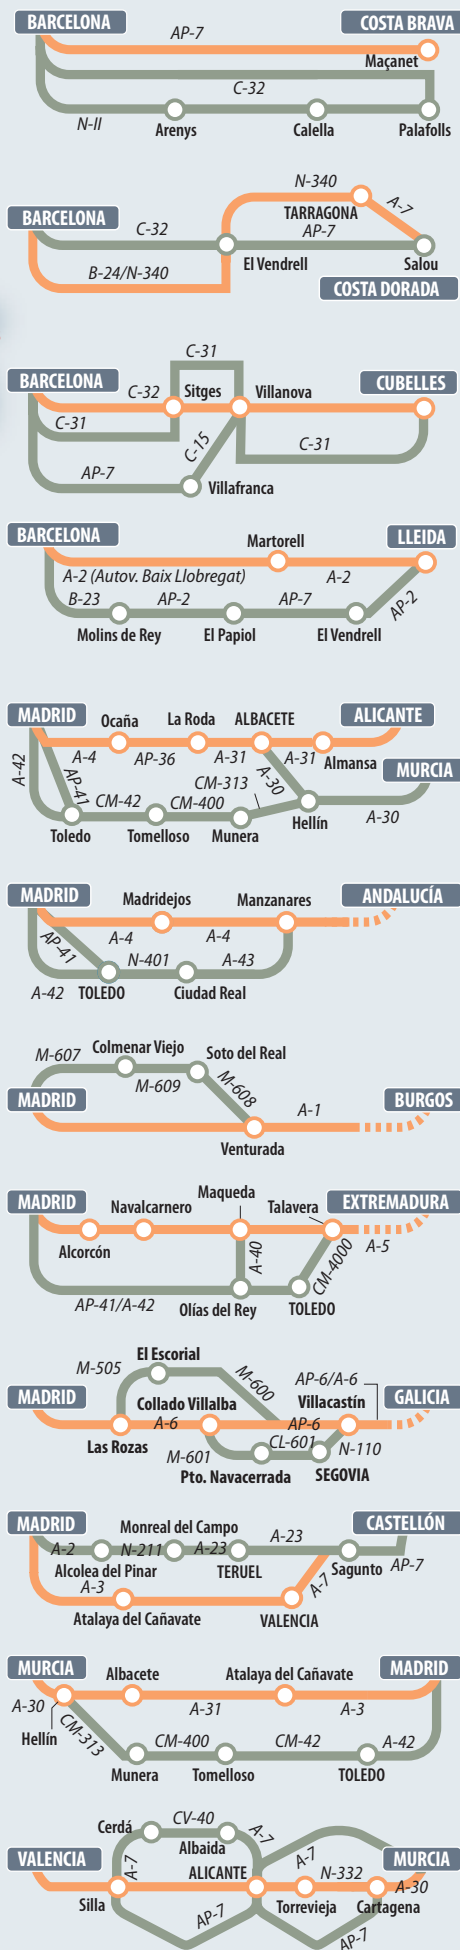 BARCELONA
COSTA BRAVA
AP-7
Maçanet
C-32
N-II
Arenys
Calella
Palafolls
N-340
TARRAGONA
A-7
BARCELONA
C-32
AP-7
El Vendrell
Salou
B-24/N-340
COSTA DORADA
C-31
BARCELONA
C-32
Sitges
Villanova
CUBELLES
C-31
C-15
C-31
AP-7
Villafranca
BARCELONA
Martorell
LLEIDA
A-2 (Autov. Baix Llobregat)
A-2
B-23
AP-2
AP-7
AP-2
Molins de Rey
El Papiol
El Vendrell
MADRID
Ocaña
La Roda
ALBACETE
ALICANTE
A-42
A-4
AP-36
A-31
A-31
Almansa
AP-41
CM-313
A-30
MURCIA
CM-42
CM-400
Toledo
Tomelloso
Munera
Hellín
A-30
MADRID
Madridejos
Manzanares
ANDALUCÍA
AP-41
A-4
A-4
N-401
A-43
A-42
TOLEDO
Ciudad Real
M-607
Colmenar Viejo
Soto del Real
M-609
M-608
MADRID
A-1
BURGOS
Venturada
MADRID
Navalcarnero
Maqueda
Talavera
EXTREMADURA
Alcorcón
A-40
CM-4000
A-5
AP-41/A-42
Olías del Rey
TOLEDO
M-505
El Escorial
M-600
AP-6/A-6
MADRID
Collado Villalba
Villacastín
GALICIA
Las Rozas
A-6
AP-6
M-601
CL-601
N-110
Pto. Navacerrada
SEGOVIA
MADRID
Monreal del Campo
A-23
CASTELLÓN
A-2
N-211
A-23
Alcolea del Pinar
TERUEL
Sagunto
AP-7
A-3
A-7
Atalaya del Cañavate
VALENCIA
MURCIA
Albacete
Atalaya del Cañavate
MADRID
A-30
A-31
A-3
Hellín
CM-313
CM-400
CM-42
A-42
Munera
Tomelloso
TOLEDO
Cerdá
CV-40
Albaida
A-7
A-7
VALENCIA
A-7
ALICANTE
N-332
MURCIA
A-30
Silla
Torrevieja
Cartagena
AP-7
AP-7